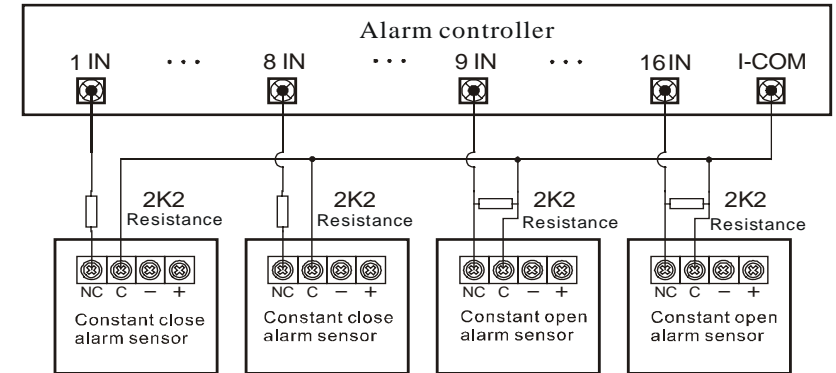 Alarm controller
1 IN ··· 8 IN ··· 9 IN ··· 16IN I-COM
2K2 2K2 2K2 2K2
Resistance Resistance Resistance Resistance
NC C − + NC C − + NC C − + NC C − +
Constant close Constant close Constant open Constant open
alarm sensor alarm sensor alarm sensor alarm sensor